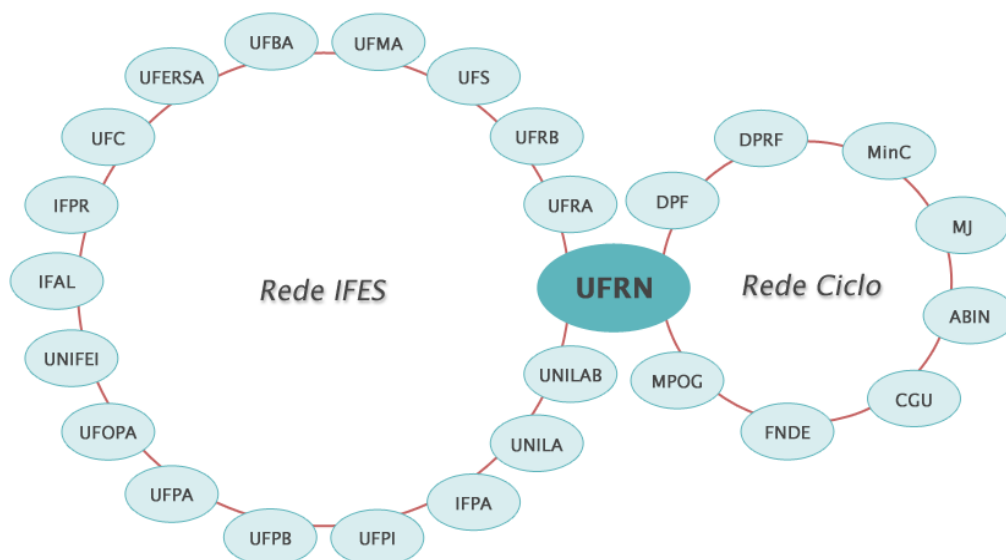 UFBA
UFMA
UFERSA
UFS
UFC
UFRB
DPRF
MinC
IFPR
UFRA
DPF
MJ
IFAL
Rede IFES
UFRN
Rede Ciclo
ABIN
UNIFEI
UNILAB
MPOG
CGU
UFOPA
UNILA
FNDE
UFPA
IFPA
UFPB
UFPI